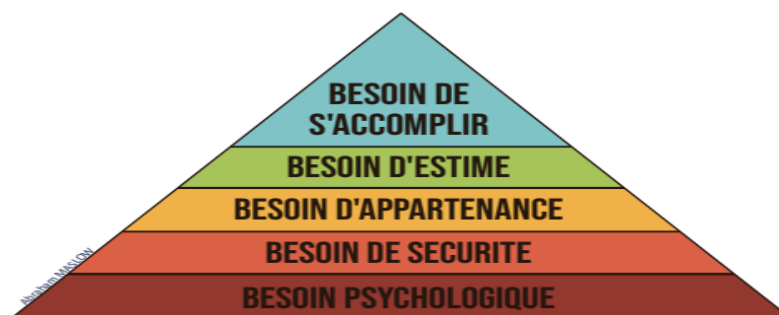 BESOIN DE
S'ACCOMPLIR
BESOIN D'ESTIME
BESOIN D'APPARTENANCE
BESOIN DE SECURITE
BESOIN PSYCHOLOGIQUE
Abraham MASLOW